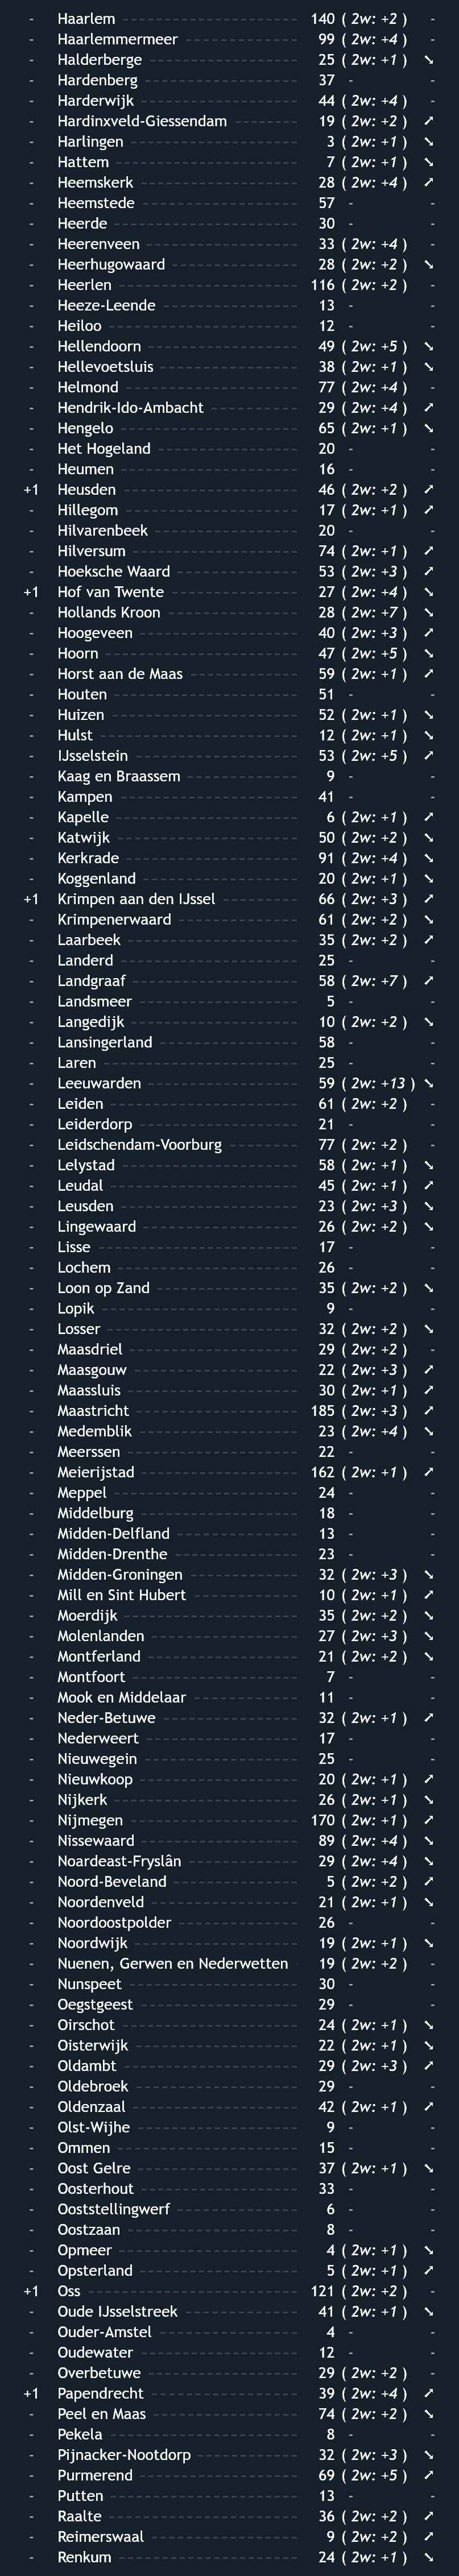 - Haarlem 140 ( 2w: +2 ) -
- Haarlemmermeer 99 ( 2w: +4 ) -
- Halderberge 25 ( 2w: +1 ) ➘
- Hardenberg 37 - -
- Harderwijk 44 ( 2w: +4 ) -
- Hardinxveld-Giessendam 19 ( 2w: +2 ) ➚
- Harlingen 3 ( 2w: +1 ) ➘
- Hattem 7 ( 2w: +1 ) ➘
- Heemskerk 28 ( 2w: +4 ) ➚
- Heemstede 57 - -
- Heerde 30 - -
- Heerenveen 33 ( 2w: +4 ) -
- Heerhugowaard 28 ( 2w: +2 ) ➘
- Heerlen 116 ( 2w: +2 ) -
- Heeze-Leende 13 - -
- Heiloo 12 - -
- Hellendoorn 49 ( 2w: +5 ) ➘
- Hellevoetsluis 38 ( 2w: +1 ) ➘
- Helmond 77 ( 2w: +4 ) -
- Hendrik-Ido-Ambacht 29 ( 2w: +4 ) ➚
- Hengelo 65 ( 2w: +1 ) ➘
- Het Hogeland 20 - -
- Heumen 16 - -
+1 Heusden 46 ( 2w: +2 ) ➚
- Hillegom 17 ( 2w: +1 ) ➚
- Hilvarenbeek 20 - -
- Hilversum 74 ( 2w: +1 ) ➚
- Hoeksche Waard 53 ( 2w: +3 ) ➚
+1 Hof van Twente 27 ( 2w: +4 ) ➘
- Hollands Kroon 28 ( 2w: +7 ) ➘
- Hoogeveen 40 ( 2w: +3 ) ➚
- Hoorn 47 ( 2w: +5 ) ➘
- Horst aan de Maas 59 ( 2w: +1 ) ➚
- Houten 51 - -
- Huizen 52 ( 2w: +1 ) ➘
- Hulst 12 ( 2w: +1 ) ➘
- IJsselstein 53 ( 2w: +5 ) ➚
- Kaag en Braassem 9 - -
- Kampen 41 - -
- Kapelle 6 ( 2w: +1 ) ➚
- Katwijk 50 ( 2w: +2 ) ➘
- Kerkrade 91 ( 2w: +4 ) ➘
- Koggenland 20 ( 2w: +1 ) ➘
+1 Krimpen aan den IJssel 66 ( 2w: +3 ) ➚
- Krimpenerwaard 61 ( 2w: +2 ) ➘
- Laarbeek 35 ( 2w: +2 ) ➚
- Landerd 25 - -
- Landgraaf 58 ( 2w: +7 ) ➚
- Landsmeer 5 - -
- Langedijk 10 ( 2w: +2 ) ➘
- Lansingerland 58 - -
- Laren 25 - -
- Leeuwarden 59 ( 2w: +13 ) ➘
- Leiden 61 ( 2w: +2 ) -
- Leiderdorp 21 - -
- Leidschendam-Voorburg 77 ( 2w: +2 ) -
- Lelystad 58 ( 2w: +1 ) ➘
- Leudal 45 ( 2w: +1 ) ➚
- Leusden 23 ( 2w: +3 ) ➘
- Lingewaard 26 ( 2w: +2 ) ➘
- Lisse 17 - -
- Lochem 26 - -
- Loon op Zand 35 ( 2w: +2 ) ➘
- Lopik 9 - -
- Losser 32 ( 2w: +2 ) ➘
- Maasdriel 29 ( 2w: +2 ) -
- Maasgouw 22 ( 2w: +3 ) ➚
- Maassluis 30 ( 2w: +1 ) ➚
- Maastricht 185 ( 2w: +3 ) ➚
- Medemblik 23 ( 2w: +4 ) ➘
- Meerssen 22 - -
- Meierijstad 162 ( 2w: +1 ) ➚
- Meppel 24 - -
- Middelburg 18 - -
- Midden-Delfland 13 - -
- Midden-Drenthe 23 - -
- Midden-Groningen 32 ( 2w: +3 ) ➘
- Mill en Sint Hubert 10 ( 2w: +1 ) ➚
- Moerdijk 35 ( 2w: +2 ) ➘
- Molenlanden 27 ( 2w: +3 ) ➘
- Montferland 21 ( 2w: +2 ) ➘
- Montfoort 7 - -
- Mook en Middelaar 11 - -
- Neder-Betuwe 32 ( 2w: +1 ) ➚
- Nederweert 17 - -
- Nieuwegein 25 - -
- Nieuwkoop 20 ( 2w: +1 ) ➚
- Nijkerk 26 ( 2w: +1 ) ➘
- Nijmegen 170 ( 2w: +1 ) ➚
- Nissewaard 89 ( 2w: +4 ) ➘
- Noardeast-Fryslân 29 ( 2w: +4 ) ➘
- Noord-Beveland 5 ( 2w: +2 ) ➚
- Noordenveld 21 ( 2w: +1 ) ➘
- Noordoostpolder 26 - -
- Noordwijk 19 ( 2w: +1 ) ➘
- Nuenen, Gerwen en Nederwetten 19 ( 2w: +2 ) -
- Nunspeet 30 - -
- Oegstgeest 29 - -
- Oirschot 24 ( 2w: +1 ) ➘
- Oisterwijk 22 ( 2w: +1 ) ➘
- Oldambt 29 ( 2w: +3 ) ➚
- Oldebroek 29 - -
- Oldenzaal 42 ( 2w: +1 ) ➚
- Olst-Wijhe 9 - -
- Ommen 15 - -
- Oost Gelre 37 ( 2w: +1 ) ➘
- Oosterhout 33 - -
- Ooststellingwerf 6 - -
- Oostzaan 8 - -
- Opmeer 4 ( 2w: +1 ) ➘
- Opsterland 5 ( 2w: +1 ) ➚
+1 Oss 121 ( 2w: +2 ) -
- Oude IJsselstreek 41 ( 2w: +1 ) ➘
- Ouder-Amstel 4 - -
- Oudewater 12 - -
- Overbetuwe 29 ( 2w: +2 ) -
+1 Papendrecht 39 ( 2w: +4 ) ➚
- Peel en Maas 74 ( 2w: +2 ) ➘
- Pekela 8 - -
- Pijnacker-Nootdorp 32 ( 2w: +3 ) ➘
- Purmerend 69 ( 2w: +5 ) ➚
- Putten 13 - -
- Raalte 36 ( 2w: +2 ) ➚
- Reimerswaal 9 ( 2w: +2 ) ➚
- Renkum 24 ( 2w: +1 ) ➘